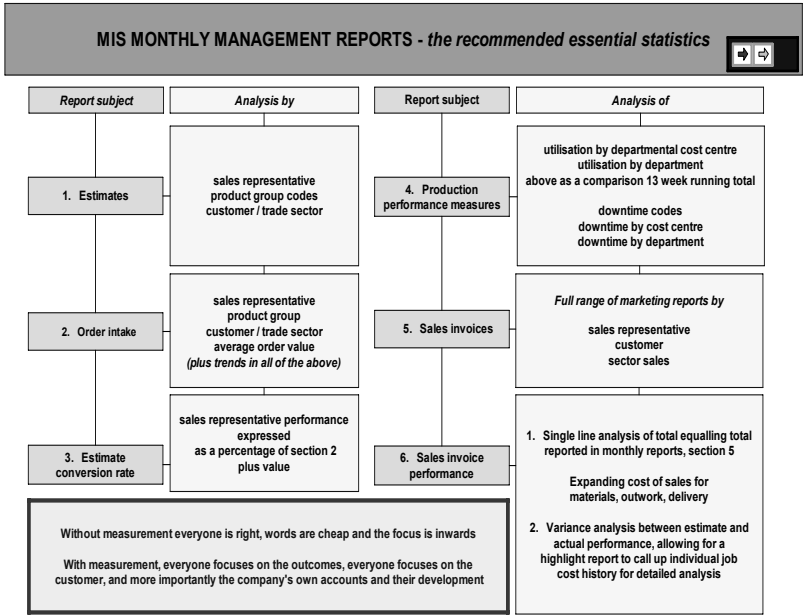 MIS MONTHLY MANAGEMENT REPORTS - the recommended essential statistics
Report subject
Analysis by
1. Estimates
sales representative
product group codes
customer / trade sector
2. Order intake
sales representative
product group
customer / trade sector
average order value
(plus trends in all of the above)
3. Estimate
conversion rate
sales representative performance
expressed
as a percentage of section 2
plus value
Report subject
Analysis of
4. Production
performance measures
utilisation by departmental cost centre
utilisation by department
above as a comparison 13 week running total
downtime codes
downtime by cost centre
downtime by department
5. Sales invoices
Full range of marketing reports by
sales representative
customer
sector sales
6. Sales invoice
performance
1. Single line analysis of total equalling total
reported in monthly reports, section 5
Expanding cost of sales for
materials, outwork, delivery
2. Variance analysis between estimate and
actual performance, allowing for a
highlight report to call up individual job
cost history for detailed analysis
Without measurement everyone is right, words are cheap and the focus is inwards
With measurement, everyone focuses on the outcomes, everyone focuses on the
customer, and more importantly the company's own accounts and their development